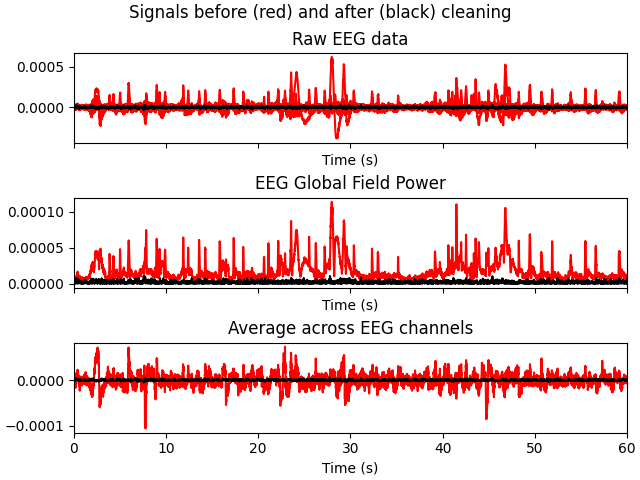 Signals before (red) and after (black) cleaning
Raw EEG data
0.0005
0.0000
Time (s)
EEG Global Field Power
0.00010
0.00005
0.00000
Time (s)
Average across EEG channels
0.0000
−0.0001
0 10 20 30 40 50 60
Time (s)